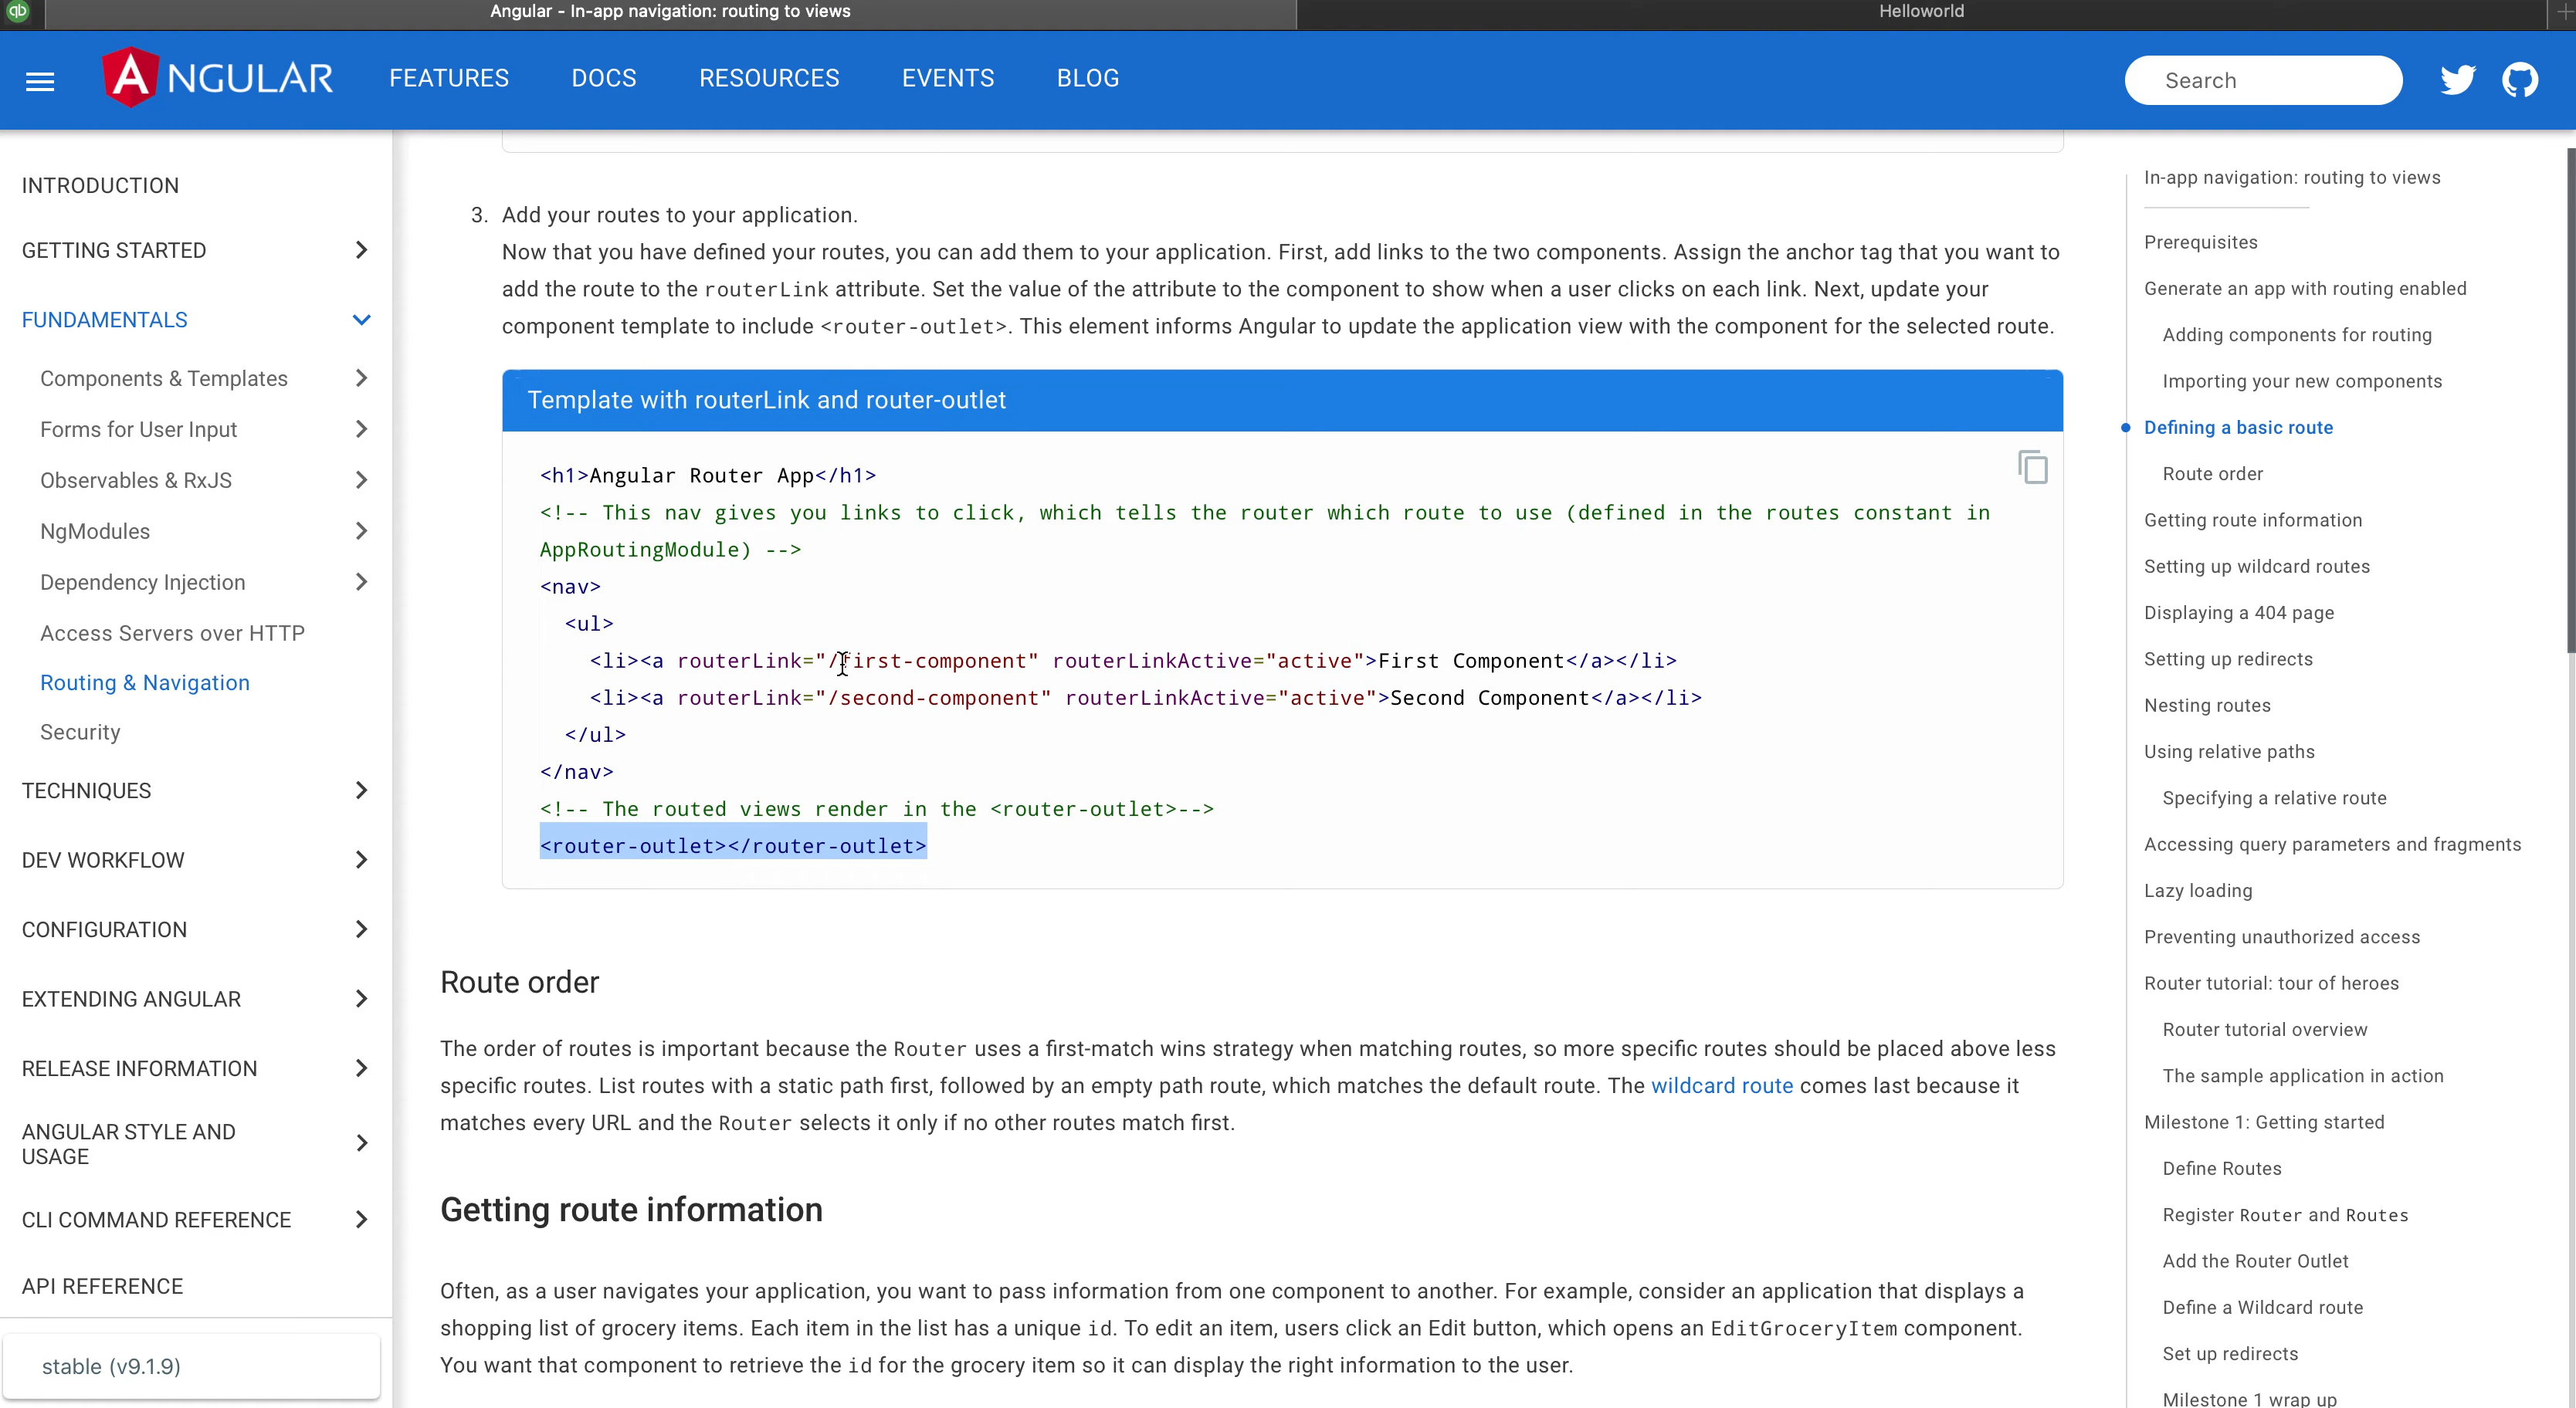 qb
Angular - In-app navigation: routing to views
Helloworld
ANGULAR
FEATURES
DOCS
RESOURCES
EVENTS
BLOG
Search
INTRODUCTION
GETTING STARTED
FUNDAMENTALS
Components & Templates
Forms for User Input
Observables & RxJS
NgModules
Dependency Injection
Access Servers over HTTP
Routing & Navigation
Security
TECHNIQUES
DEV WORKFLOW
CONFIGURATION
EXTENDING ANGULAR
RELEASE INFORMATION
ANGULAR STYLE AND
USAGE
CLI COMMAND REFERENCE
API REFERENCE
stable (v9.1.9)
3. Add your routes to your application.
Now that you have defined your routes, you can add them to your application. First, add links to the two components. Assign the anchor tag that you want to
add the route to the routerLink attribute. Set the value of the attribute to the component to show when a user clicks on each link. Next, update your
component template to include <router-outlet>. This element informs Angular to update the application view with the component for the selected route.
Template with routerLink and router-outlet
<h1>Angular Router App</h1>
<!-- This nav gives you links to click, which tells the router which route to use (defined in the routes constant in
AppRoutingModule) -->
<nav>
<ul>
<li><a routerLink="/first-component" routerLinkActive="active">First Component</a></li>
<li><a routerLink="/second-component" routerLinkActive="active">Second Component</a></li>
</ul>
</nav>
<!-- The routed views render in the <router-outlet>-->
<router-outlet></router-outlet>
Route order
The order of routes is important because the Router uses a first-match wins strategy when matching routes, so more specific routes should be placed above less
specific routes. List routes with a static path first, followed by an empty path route, which matches the default route. The wildcard route comes last because it
matches every URL and the Router selects it only if no other routes match first.
Getting route information
Often, as a user navigates your application, you want to pass information from one component to another. For example, consider an application that displays a
shopping list of grocery items. Each item in the list has a unique id. To edit an item, users click an Edit button, which opens an EditGroceryItem component.
You want that component to retrieve the id for the grocery item so it can display the right information to the user.
In-app navigation: routing to views
Prerequisites
Generate an app with routing enabled
Adding components for routing
Importing your new components
Defining a basic route
Route order
Getting route information
Setting up wildcard routes
Displaying a 404 page
Setting up redirects
Nesting routes
Using relative paths
Specifying a relative route
Accessing query parameters and fragments
Lazy loading
Preventing unauthorized access
Router tutorial: tour of heroes
Router tutorial overview
The sample application in action
Milestone 1: Getting started
Define Routes
Register Router and Routes
Add the Router Outlet
Define a Wildcard route
Set up redirects
Milestone 1 wrap up